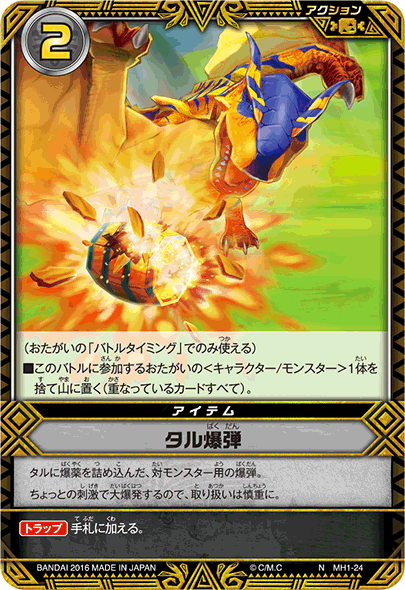 アクション
2
(おたがいの「バトルタイミング」でのみ使える)
■このバトルに参加するおたがいの<キャラクター/モンスター>1体を
捨て山に置く(重なっているカードすべて)。
アイテム
タル爆弾
タルに爆薬を詰め込んだ、対モンスター用の爆弾。
ちょっとの刺激で大爆発するので、取り扱いは慎重に。
トラップ 手札に加える。
BANDAI 2016 MADE IN JAPAN ©C/M.C N MH1-24